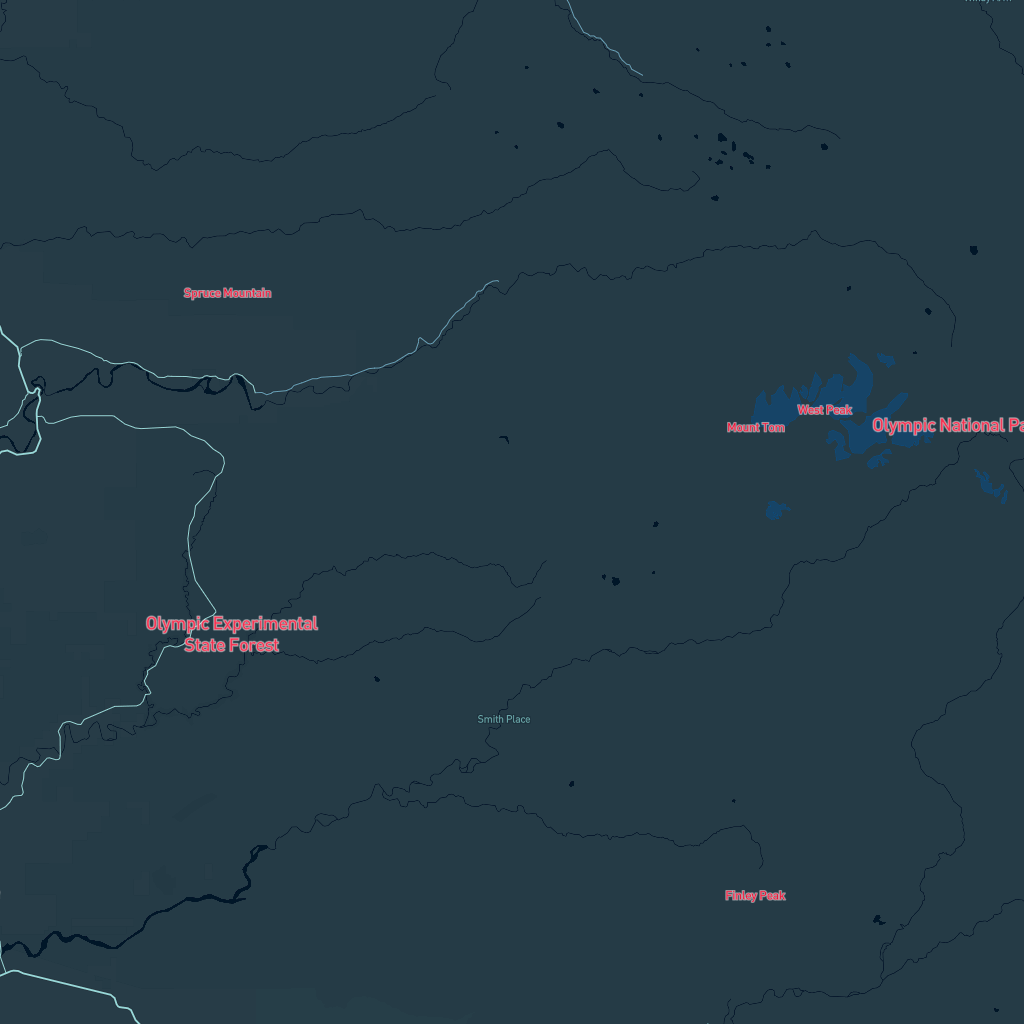 Spruce Mountain
West Peak
Mount Tom
Olympic National Pa
Olympic Experimental
State Forest
Smith Place
Finley Peak